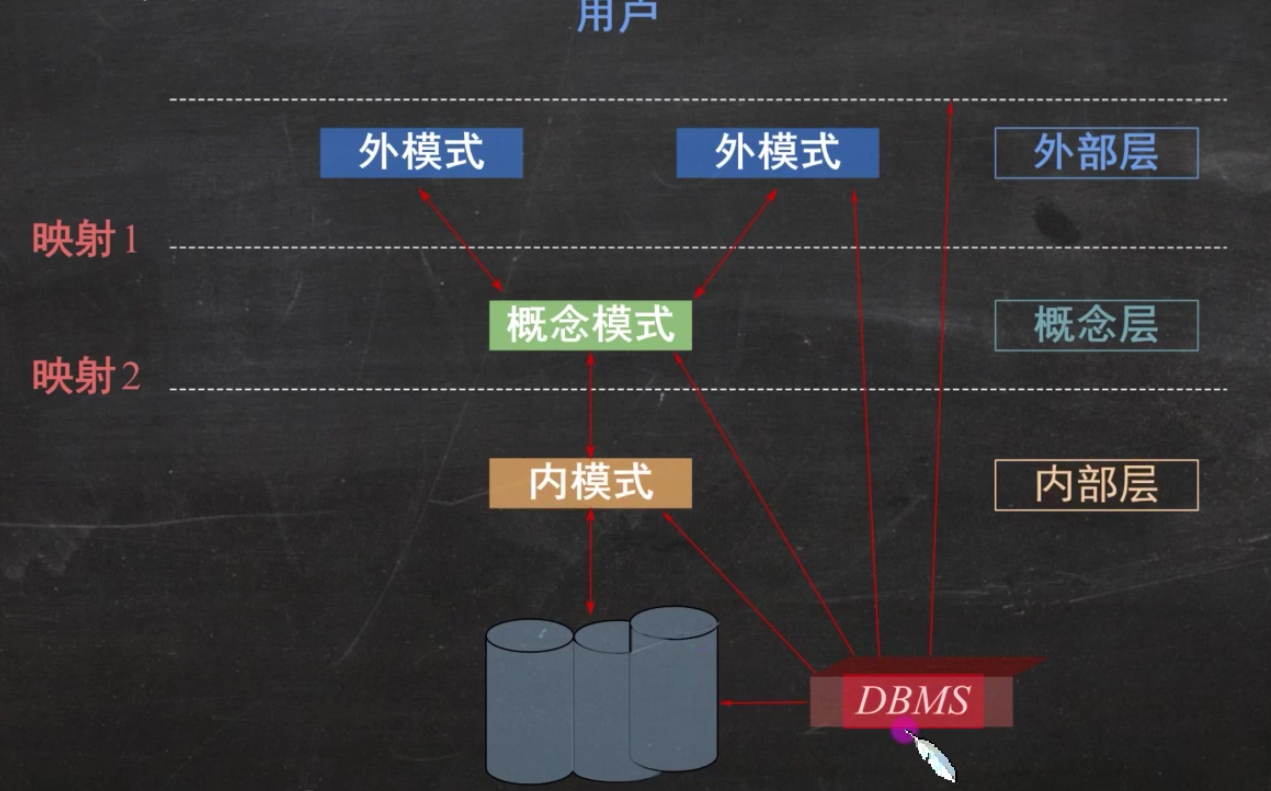 用户
外模式 外模式 外部层
映射1
概念模式 概念层
映射2
内模式 内部层
DBMS